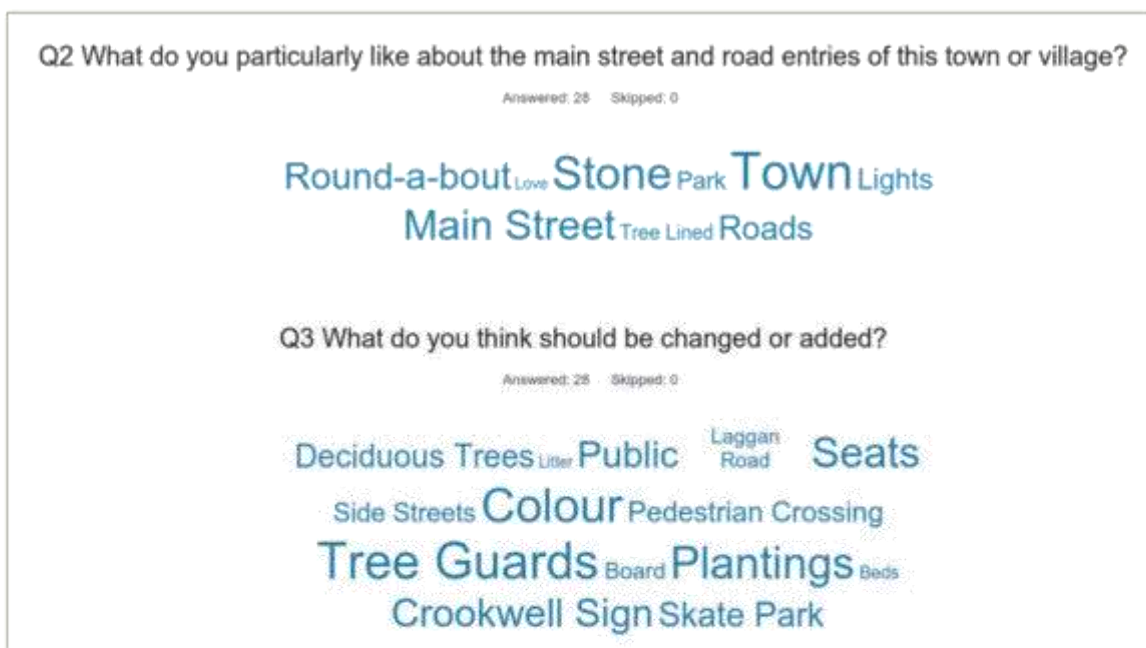 Q2 What do you particularly like about the main street and road entries of this town or village?
Answered: 28 Skipped: 0
Round-a-bout Love Stone Park Town Lights
Main Street Tree Lined Roads
Q3 What do you think should be changed or added?
Answered: 28 Skipped: 0
Deciduous Trees Litter Public Laggan Road Seats
Side Streets Colour Pedestrian Crossing
Tree Guards Board Plantings Beds
Crookwell Sign Skate Park